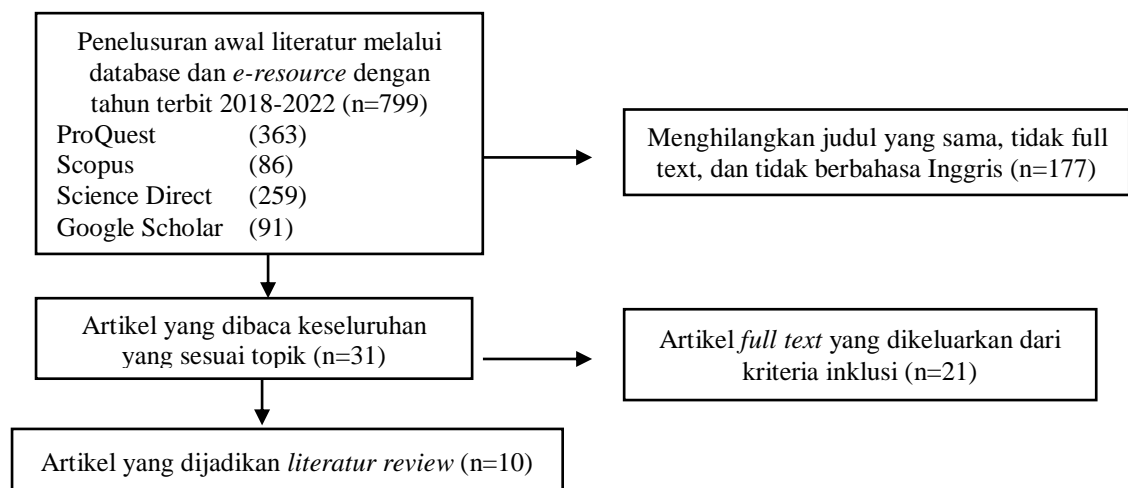 Penelusuran awal literatur melalui
database dan e-resource dengan
tahun terbit 2018-2022 (n=799)
ProQuest (363)
Scopus (86)
Science Direct (259)
Google Scholar (91)
Menghilangkan judul yang sama, tidak full
text, dan tidak berbahasa Inggris (n=177)
Artikel yang dibaca keseluruhan
yang sesuai topik (n=31)
Artikel full text yang dikeluarkan dari
kriteria inklusi (n=21)
Artikel yang dijadikan literatur review (n=10)